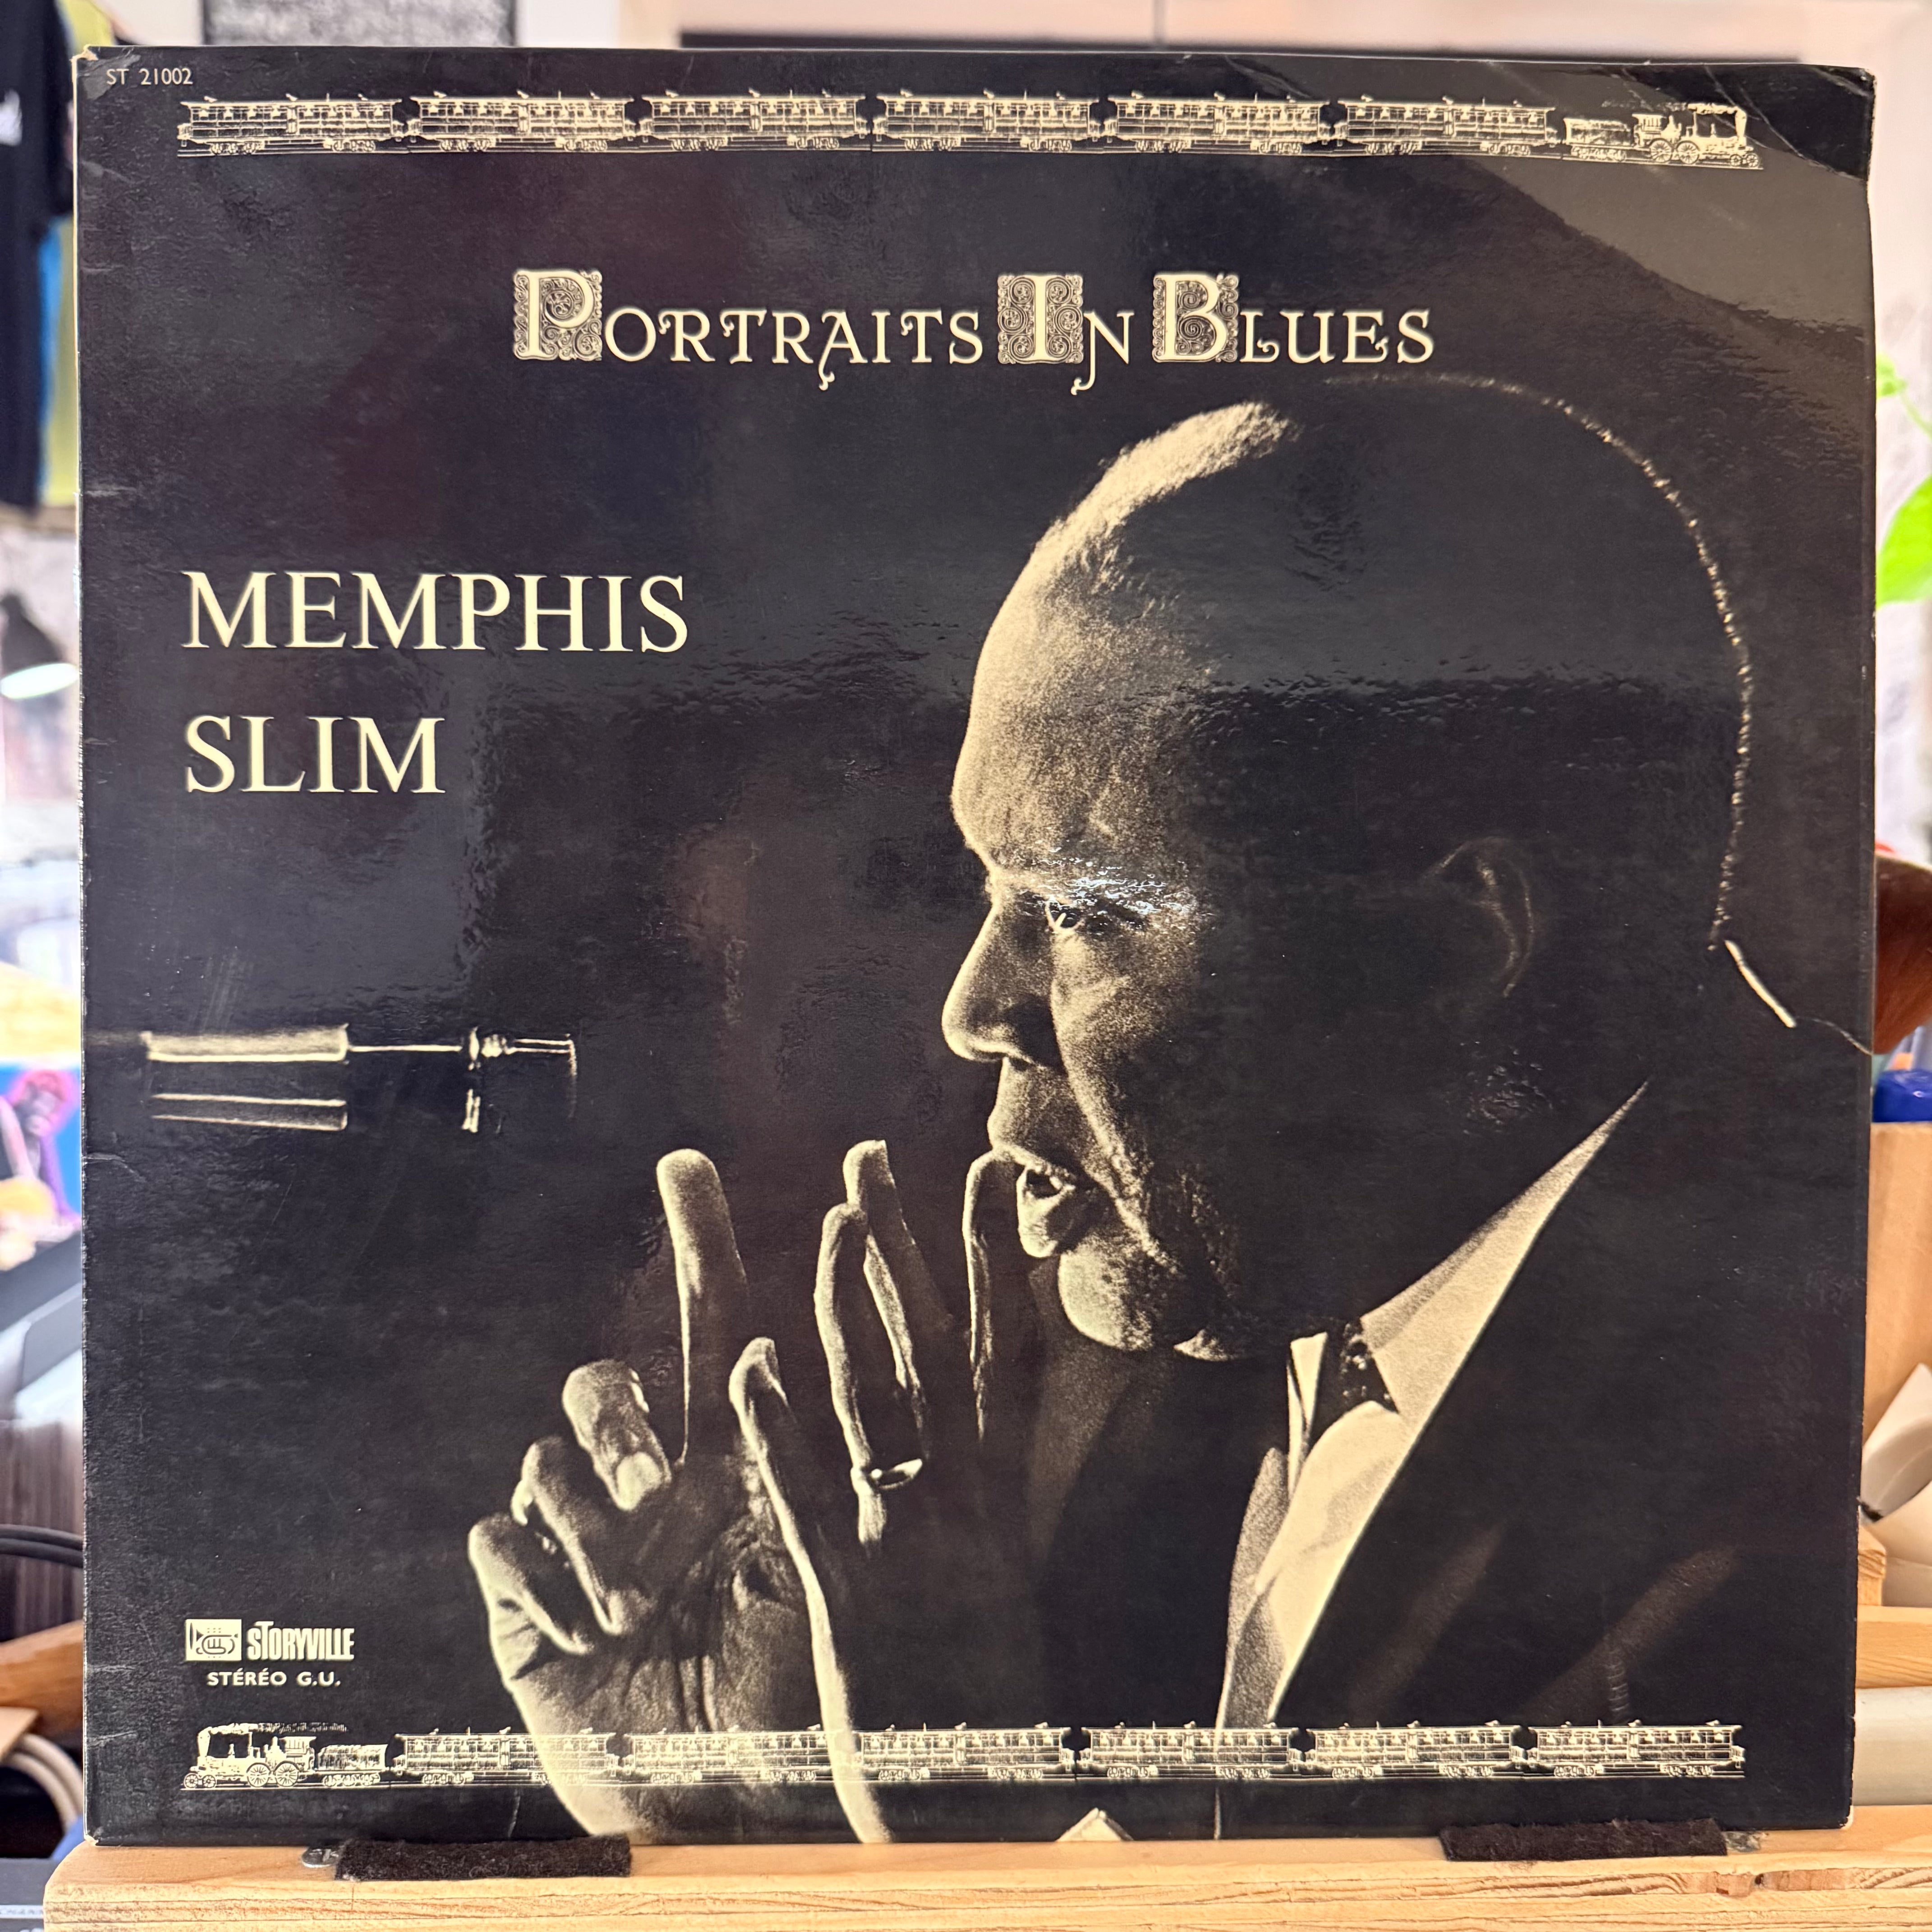 ST 21002
PORTRAITS IN BLUES
MEMPHIS
SLIM
STORYVILLE
STÉRÉO G.U.